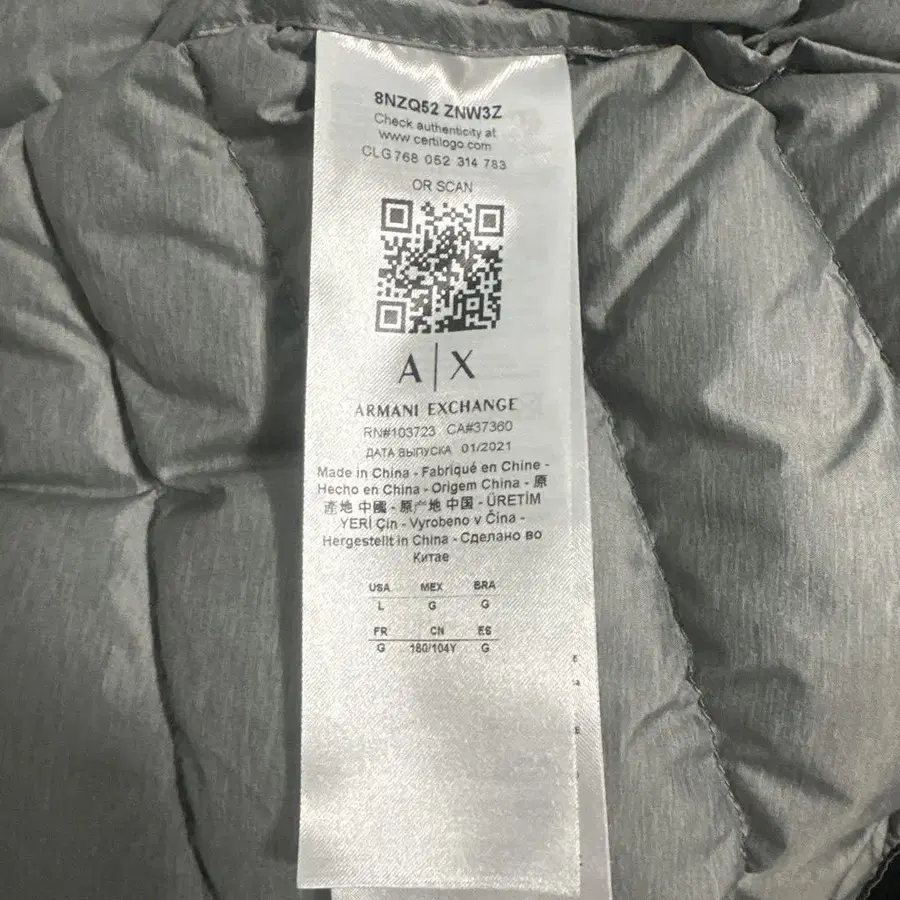 8NZQ52 ZNW3Z
Check authenticity at
www certilogo.com
CLG 768 052 314 783
OR SCAN
A|X
ARMANI EXCHANGE
RN#103723 CA#37360
ДАТА ВЫПУСКА 01/2021
Made in China - Fabriqué en Chine -
Hecho en China - Origem China - 原
產地 中國 - 原产地 中国 - ÜRETİM
YERİ Çin - Vyrobeno v Čína -
Hergestellt in China - Сделано во
Китае
USA MEX BRA
L G G
FR CN ES
G 180/104Y G